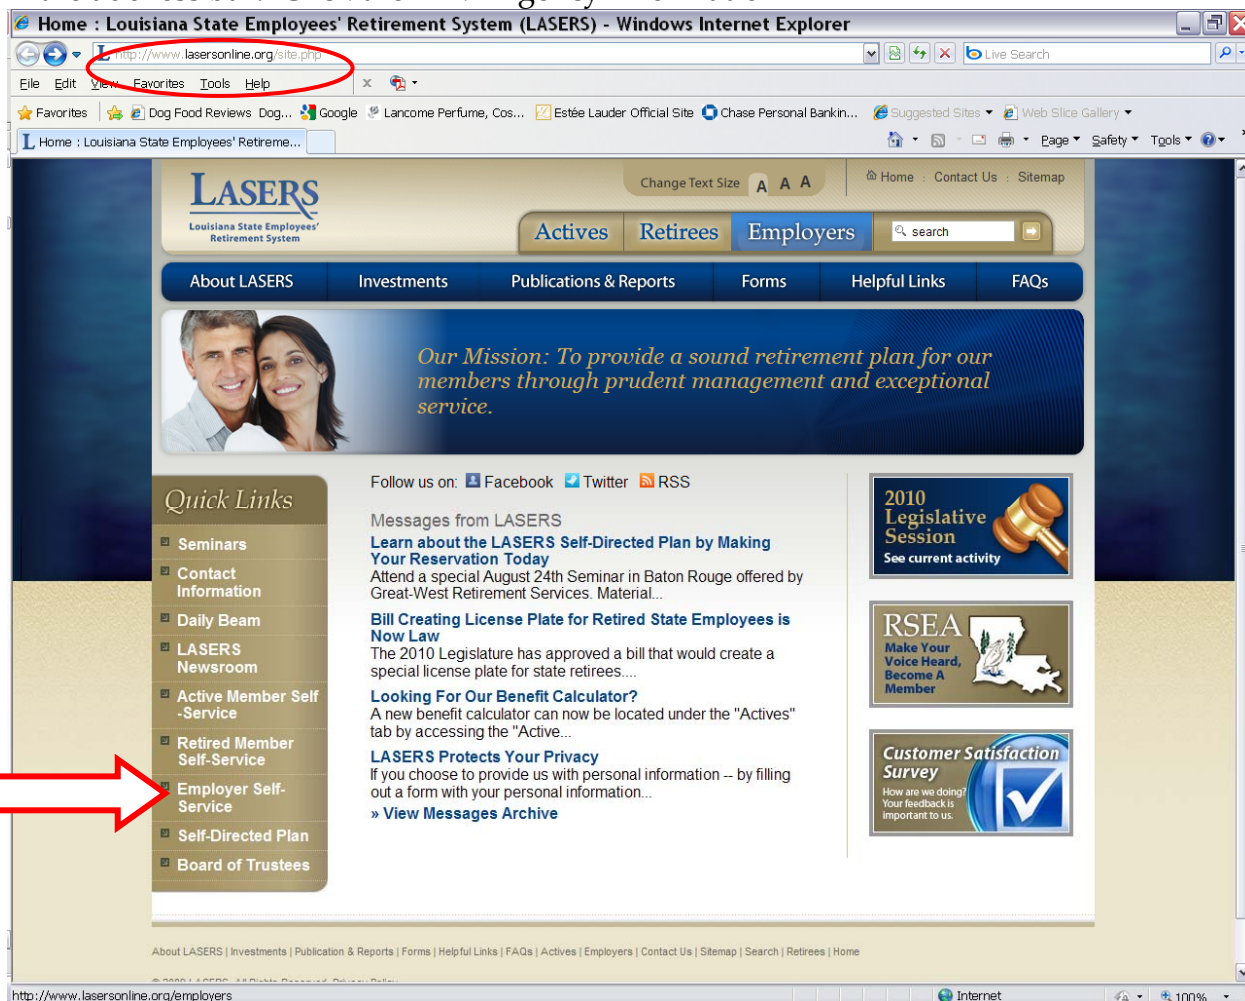 Home : Louisiana State Employees' Retirement System (LASERS) - Windows Internet Explorer
http://www.lasersonline.org/site.php
Live Search
File Edit View Favorites Tools Help
x
Favorites Dog Food Reviews Dog... Google Lancome Perfume, Cos... Estée Lauder Official Site Chase Personal Bankin... Suggested Sites Web Slice Gallery
L Home : Louisiana State Employees' Retireme...
Page Safety Tools
LASERS
Louisiana State Employees'
Retirement System
Change Text Size A A A
Home : Contact Us : Sitemap
Actives Retirees Employers search
About LASERS Investments Publications & Reports Forms Helpful Links FAQs
Our Mission: To provide a sound retirement plan for our
members through prudent management and exceptional
service.
Quick Links
Seminars
Contact
Information
Daily Beam
LASERS
Newsroom
Active Member Self
-Service
Retired Member
Self-Service
Employer Self-
Service
Self-Directed Plan
Board of Trustees
Follow us on: Facebook Twitter RSS
Messages from LASERS
Learn about the LASERS Self-Directed Plan by Making
Your Reservation Today
Attend a special August 24th Seminar in Baton Rouge offered by
Great-West Retirement Services. Material...
Bill Creating License Plate for Retired State Employees is
Now Law
The 2010 Legislature has approved a bill that would create a
special license plate for state retirees....
Looking For Our Benefit Calculator?
A new benefit calculator can now be located under the "Actives"
tab by accessing the "Active...
LASERS Protects Your Privacy
If you choose to provide us with personal information -- by filling
out a form with your personal information...
» View Messages Archive
2010
Legislative
Session
See current activity
RSEA
Make Your
Voice Heard,
Become A
Member
Customer Satisfaction
Survey
How are we doing?
Your feedback is
important to us.
About LASERS | Investments | Publication & Reports | Forms | Helpful Links | FAQs | Actives | Employers | Contact Us | Sitemap | Search | Retirees | Home
http://www.lasersonline.org/employers
Internet
100%